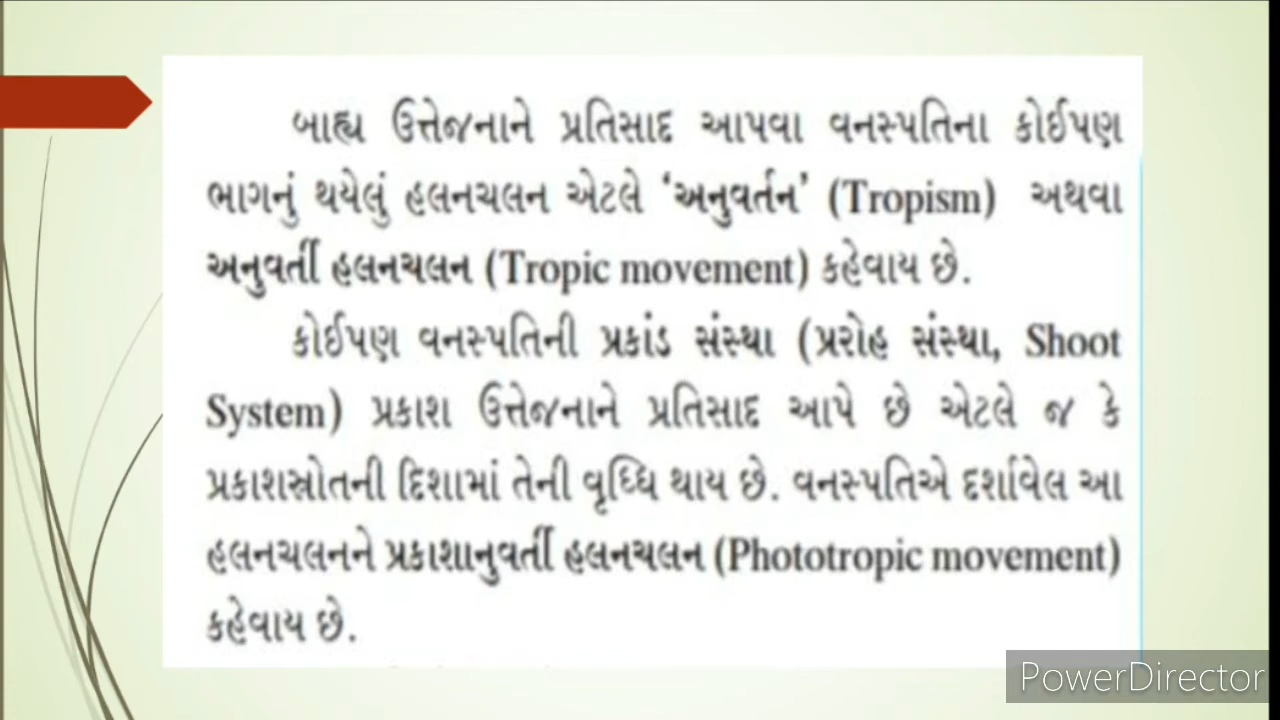 બાહ્ય ઉત્તેજનાને પ્રતિસાદ આપવા વનસ્પતિના કોઈપણ
ભાગનું થયેલું હલનચલન એટલે ‘અનુવર્તન’ (Tropism) અથવા
અનુવર્તી હલનચલન (Tropic movement) કહેવાય છે.
કોઈપણ વનસ્પતિની પ્રકાંડ સંસ્થા (પ્રરોહ સંસ્થા, Shoot
System) પ્રકાશ ઉત્તેજનાને પ્રતિસાદ આપે છે એટલે જ કે
પ્રકાશસ્રોતની દિશામાં તેની વૃધ્ધિ થાય છે. વનસ્પતિએ દર્શાવેલ આ
હલનચલનને પ્રકાશાનુવર્તી હલનચલન (Phototropic movement)
કહેવાય છે.
PowerDirector